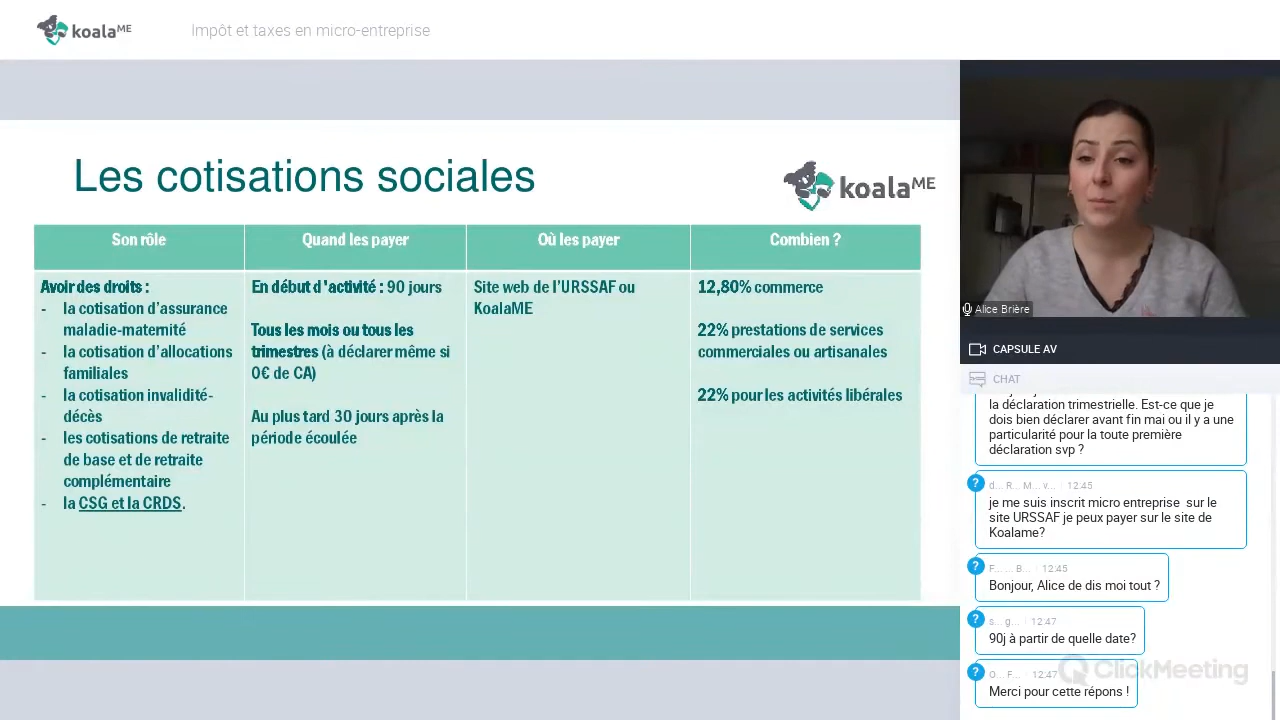 koalaME
Impôt et taxes en micro-entreprise
Les cotisations sociales
koalaME
Son rôle
Quand les payer
Où les payer
Combien ?
Avoir des droits :
- la cotisation d’assurance
maladie-maternité
- la cotisation d’allocations
familiales
- la cotisation invalidité-
décès
- les cotisations de retraite
de base et de retraite
complémentaire
- la CSG et la CRDS.
En début d'activité : 90 jours
Tous les mois ou tous les
trimestres (à déclarer même si
0€ de CA)
Au plus tard 30 jours après la
période écoulée
Site web de l’URSSAF ou
KoalaME
12,80% commerce
22% prestations de services
commerciales ou artisanales
22% pour les activités libérales
Alice Brière
CAPSULE AV
CHAT
la déclaration trimestrielle. Est-ce que je
dois bien déclarer avant fin mai ou il y a une
particularité pour la toute première
déclaration svp ?
? d... R... M... v... 12:45
je me suis inscrit micro entreprise sur le
site URSSAF je peux payer sur le site de
Koalame?
? F... ... B... 12:45
Bonjour, Alice de dis moi tout ?
? s... g... 12:47
90j à partir de quelle date?
? O... F... 12:47
Merci pour cette répons !
ClickMeeting